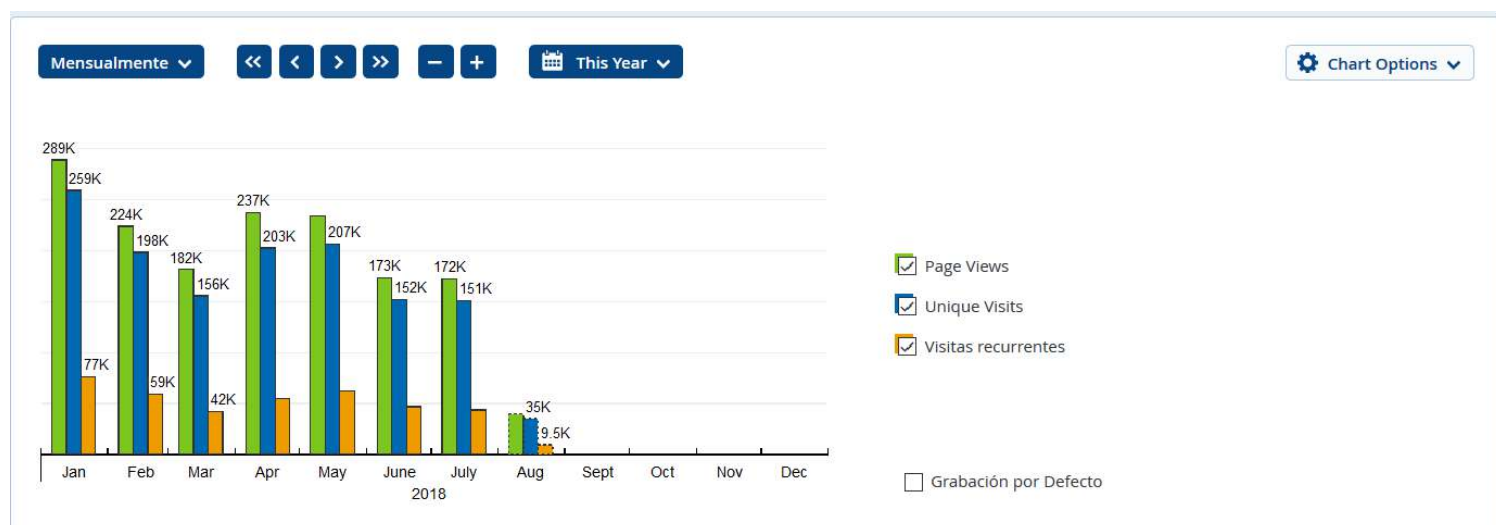 Mensualmente
This Year
Chart Options
289K
259K
77K
224K
198K
59K
182K
156K
42K
237K
203K
207K
173K
152K
172K
151K
35K
9.5K
Jan Feb Mar Apr May June July Aug Sept Oct Nov Dec
2018
Page Views
Unique Visits
Visitas recurrentes
Grabación por Defecto